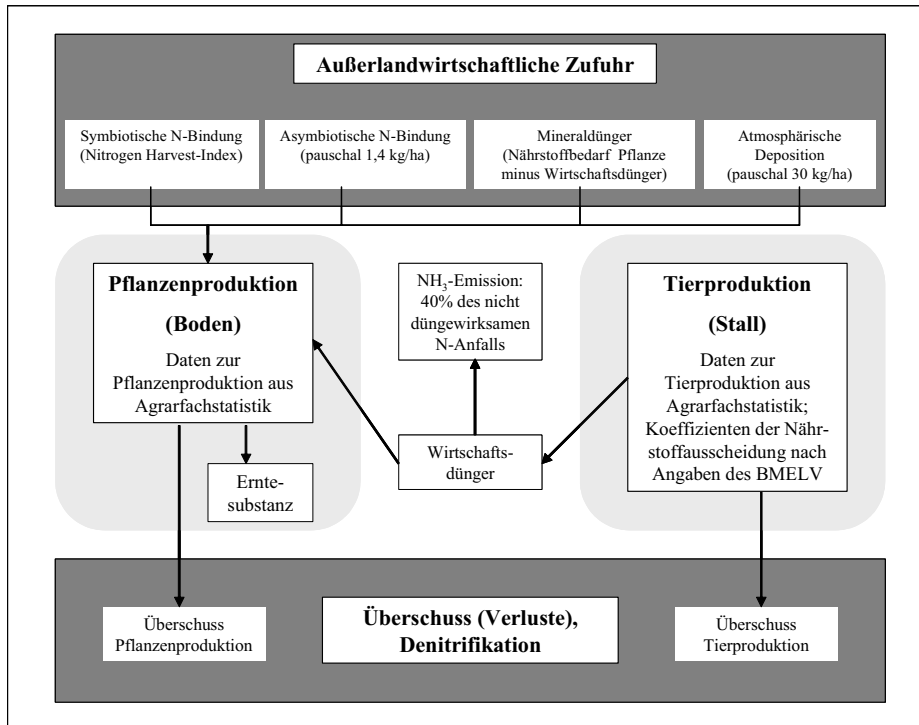 Außerlandwirtschaftliche Zufuhr
Symbiotische N-Bindung
(Nitrogen Harvest-Index)
Asymbiotische N-Bindung
(pauschal 1,4 kg/ha)
Mineraldünger
(Nährstoffbedarf Pflanze
minus Wirtschaftsdünger)
Atmosphärische
Deposition
(pauschal 30 kg/ha)
Pflanzenproduktion
(Boden)
Daten zur
Pflanzenproduktion aus
Agrarfachstatistik
NH₃-Emission:
40% des nicht
düngewirksamen
N-Anfalls
Tierproduktion
(Stall)
Daten zur
Tierproduktion aus
Agrarfachstatistik;
Koeffizienten der Nähr-
stoffausscheidung nach
Angaben des BMELV
Wirtschafts-
dünger
Ernte-
substanz
Überschuss
Pflanzenproduktion
Überschuss (Verluste),
Denitrifikation
Überschuss
Tierproduktion